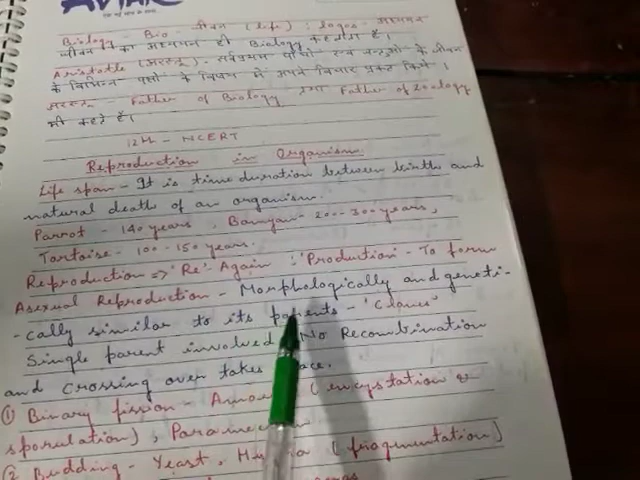 AVIAR
Biology - Bio - जीवन (life) ; logos - अध्ययन
जीवन का अध्ययन ही Biology कहलाता है।
Aristotle (अरस्तू) - सर्वप्रथम पौधों एवं जन्तुओं के जीवन
के विभिन्न पक्षों के विषय में अपने विचार प्रकट किये।
अरस्तू - Father of Biology तथा Father of Zoology
भी कहते हैं।
12th - NCERT
Reproduction in Organism
Life span - It is time duration between birth and
natural death of an organism.
Parrot - 140 years, Banyan - 200-300 years,
Tortoise - 100-150 years.
Reproduction => 'Re' - Again ; 'Production' - To form
Asexual Reproduction - Morphologically and geneti-
-cally similar to its parents - 'Clones'
Single parent involved, No Recombination
and crossing over takes
① Binary fission - (encystation &
sporulation), Paramecium
② Budding - Yeast, Hydra (fragmentation)